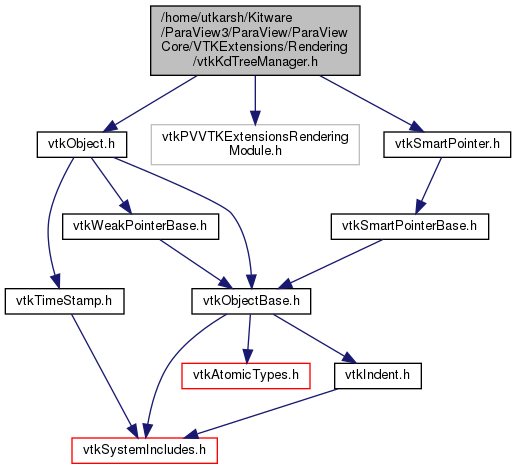 /home/utkarsh/Kitware
/ParaView3/ParaView/ParaView
Core/VTKExtensions/Rendering
/vtkKdTreeManager.h
vtkObject.h
vtkPVVTKExtensionsRendering
Module.h
vtkSmartPointer.h
vtkWeakPointerBase.h
vtkSmartPointerBase.h
vtkTimeStamp.h
vtkObjectBase.h
vtkAtomicTypes.h
vtkIndent.h
vtkSystemIncludes.h